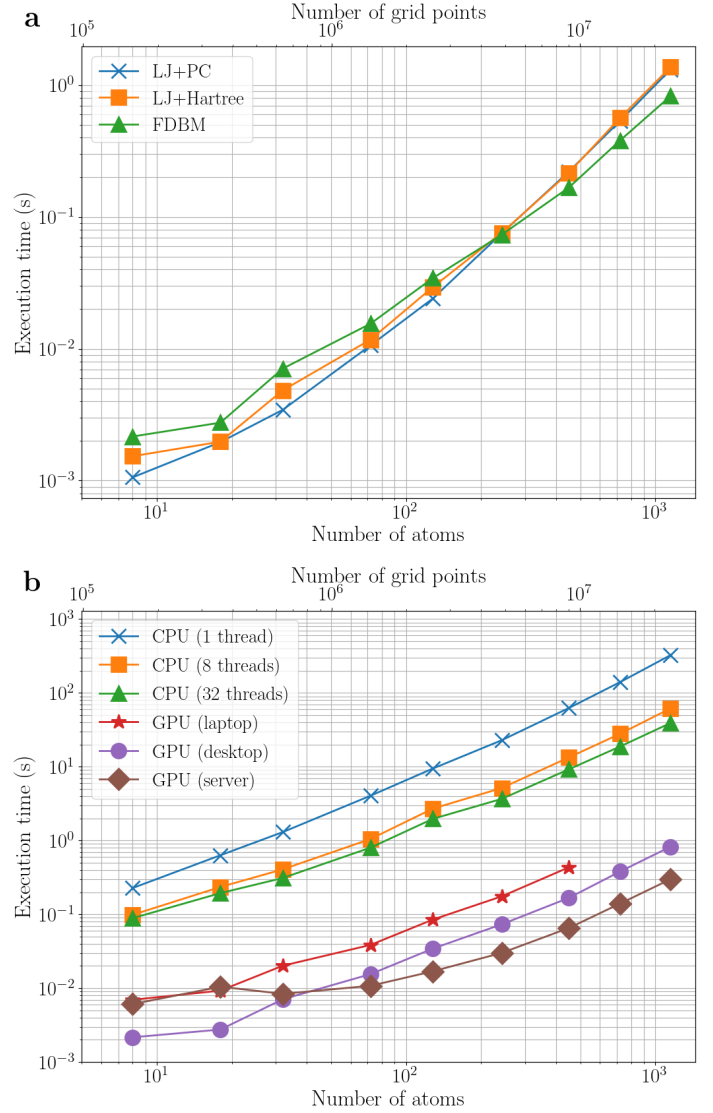 a
Number of grid points
10^5 10^6 10^7
LJ+PC
LJ+Hartree
FDBM
10^0
10^−1
10^−2
10^−3
Execution time (s)
10^1 10^2 10^3
Number of atoms
b
Number of grid points
10^5 10^6 10^7
CPU (1 thread)
CPU (8 threads)
CPU (32 threads)
GPU (laptop)
GPU (desktop)
GPU (server)
10^3
10^2
10^1
10^0
10^−1
10^−2
10^−3
Execution time (s)
10^1 10^2 10^3
Number of atoms